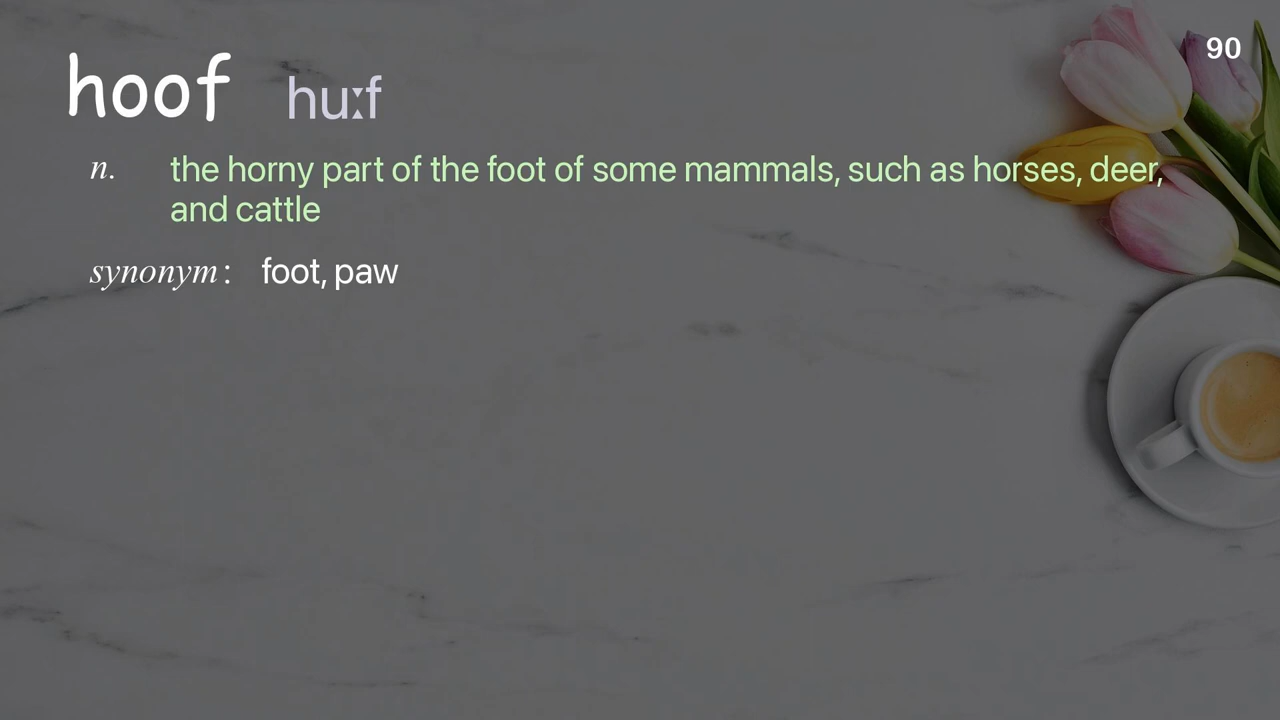 90
hoof huːf
n. the horny part of the foot of some mammals, such as horses, deer,
and cattle
synonym: foot, paw